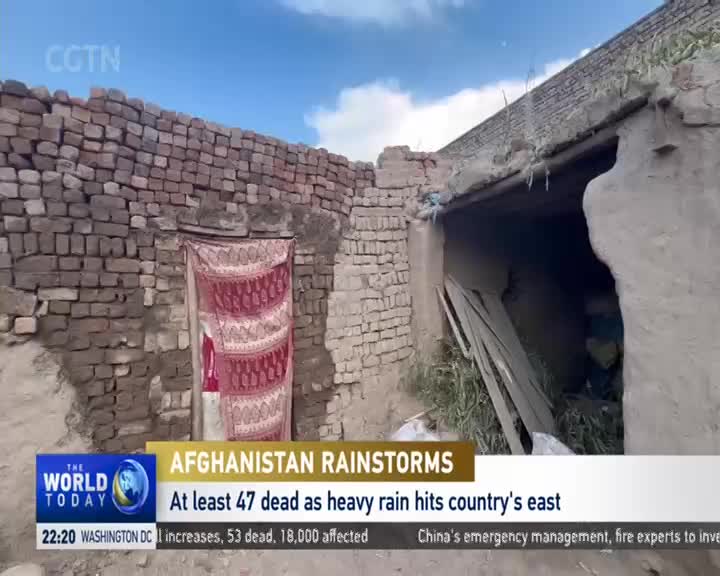 CGTN
AFGHANISTAN RAINSTORMS
THE
WORLD
TODAY
At least 47 dead as heavy rain hits country's east
22:20 WASHINGTON DC
ll increases, 53 dead, 18,000 affected China's emergency management, fire experts to inve